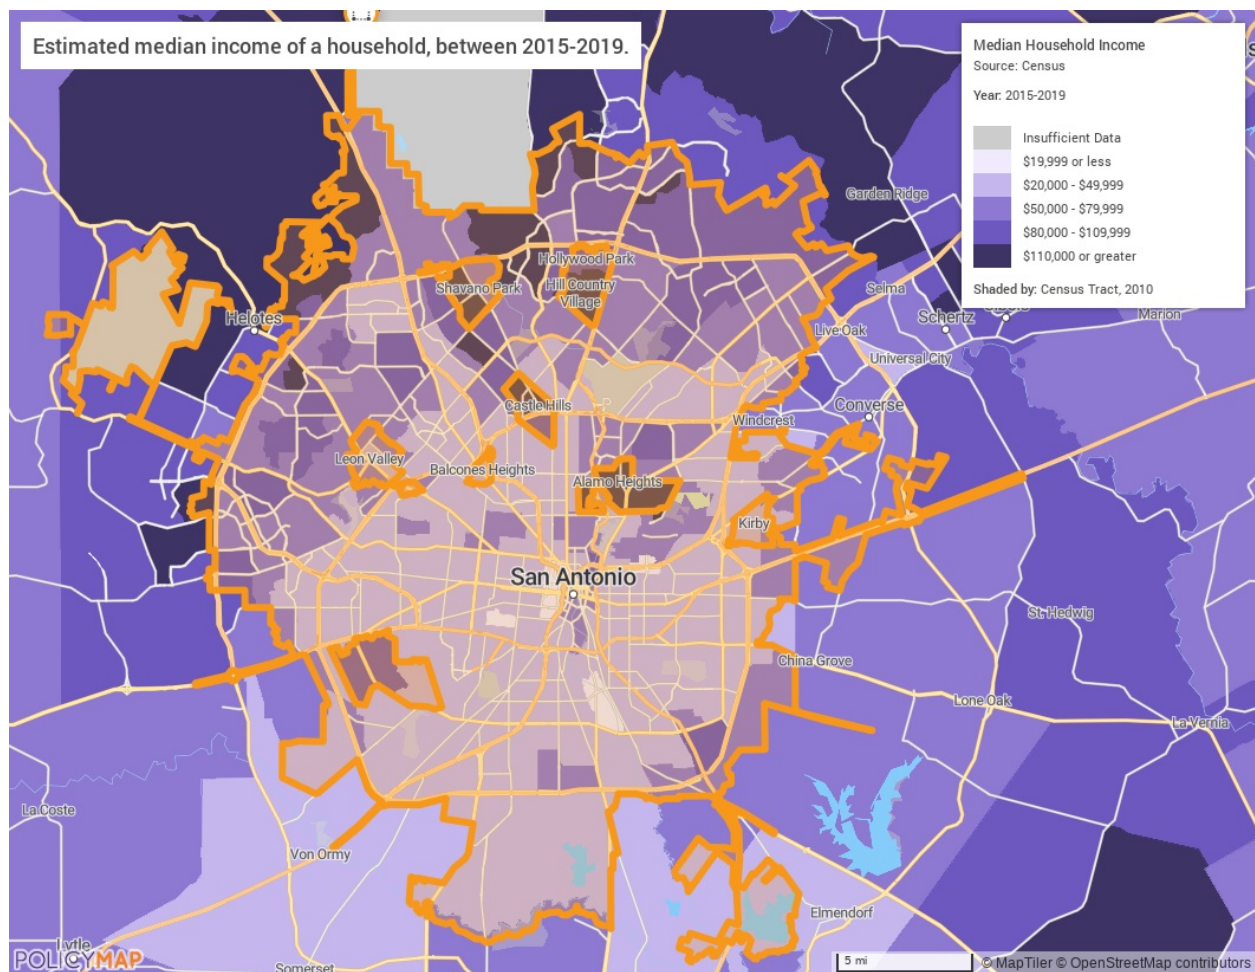 Estimated median income of a household, between 2015-2019.
Median Household Income
Source: Census
Year: 2015-2019
Insufficient Data
$19,999 or less
$20,000 - $49,999
$50,000 - $79,999
$80,000 - $109,999
$110,000 or greater
Shaded by: Census Tract, 2010
Garden Ridge
Hollywood Park
Shavano Park
Hill Country
Village
Selma
Helotes
Schertz
Marion
Live Oak
Universal City
Castle Hills
Converse
Windcrest
Leon Valley
Balcones Heights
Alamo Heights
Kirby
San Antonio
St. Hedwig
China Grove
Lone Oak
La Vernia
La Coste
Von Ormy
Elmendorf
Lytle
POLICYMAP
Somerset
5 mi
© MapTiler © OpenStreetMap contributors